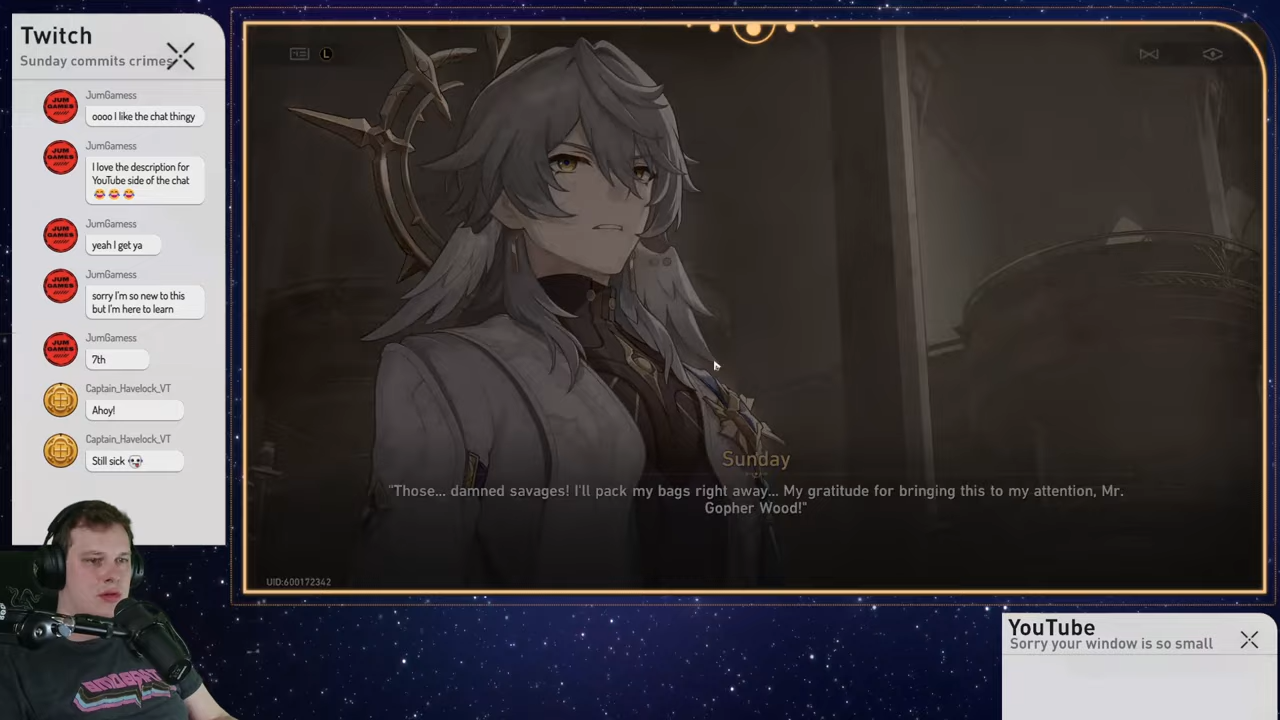 Twitch
Sunday commits crimes
JumGamess
oooo I like the chat thingy
JumGamess
I love the description for
YouTube side of the chat
JumGamess
yeah I get ya
JumGamess
sorry I'm so new to this
but I'm here to learn
JumGamess
7th
Captain_Havelock_VT
Ahoy!
Captain_Havelock_VT
Still sick
L
Sunday
"Those... damned savages! I'll pack my bags right away... My gratitude for bringing this to my attention, Mr.
Gopher Wood!"
UID:600172342
YouTube
Sorry your window is so small